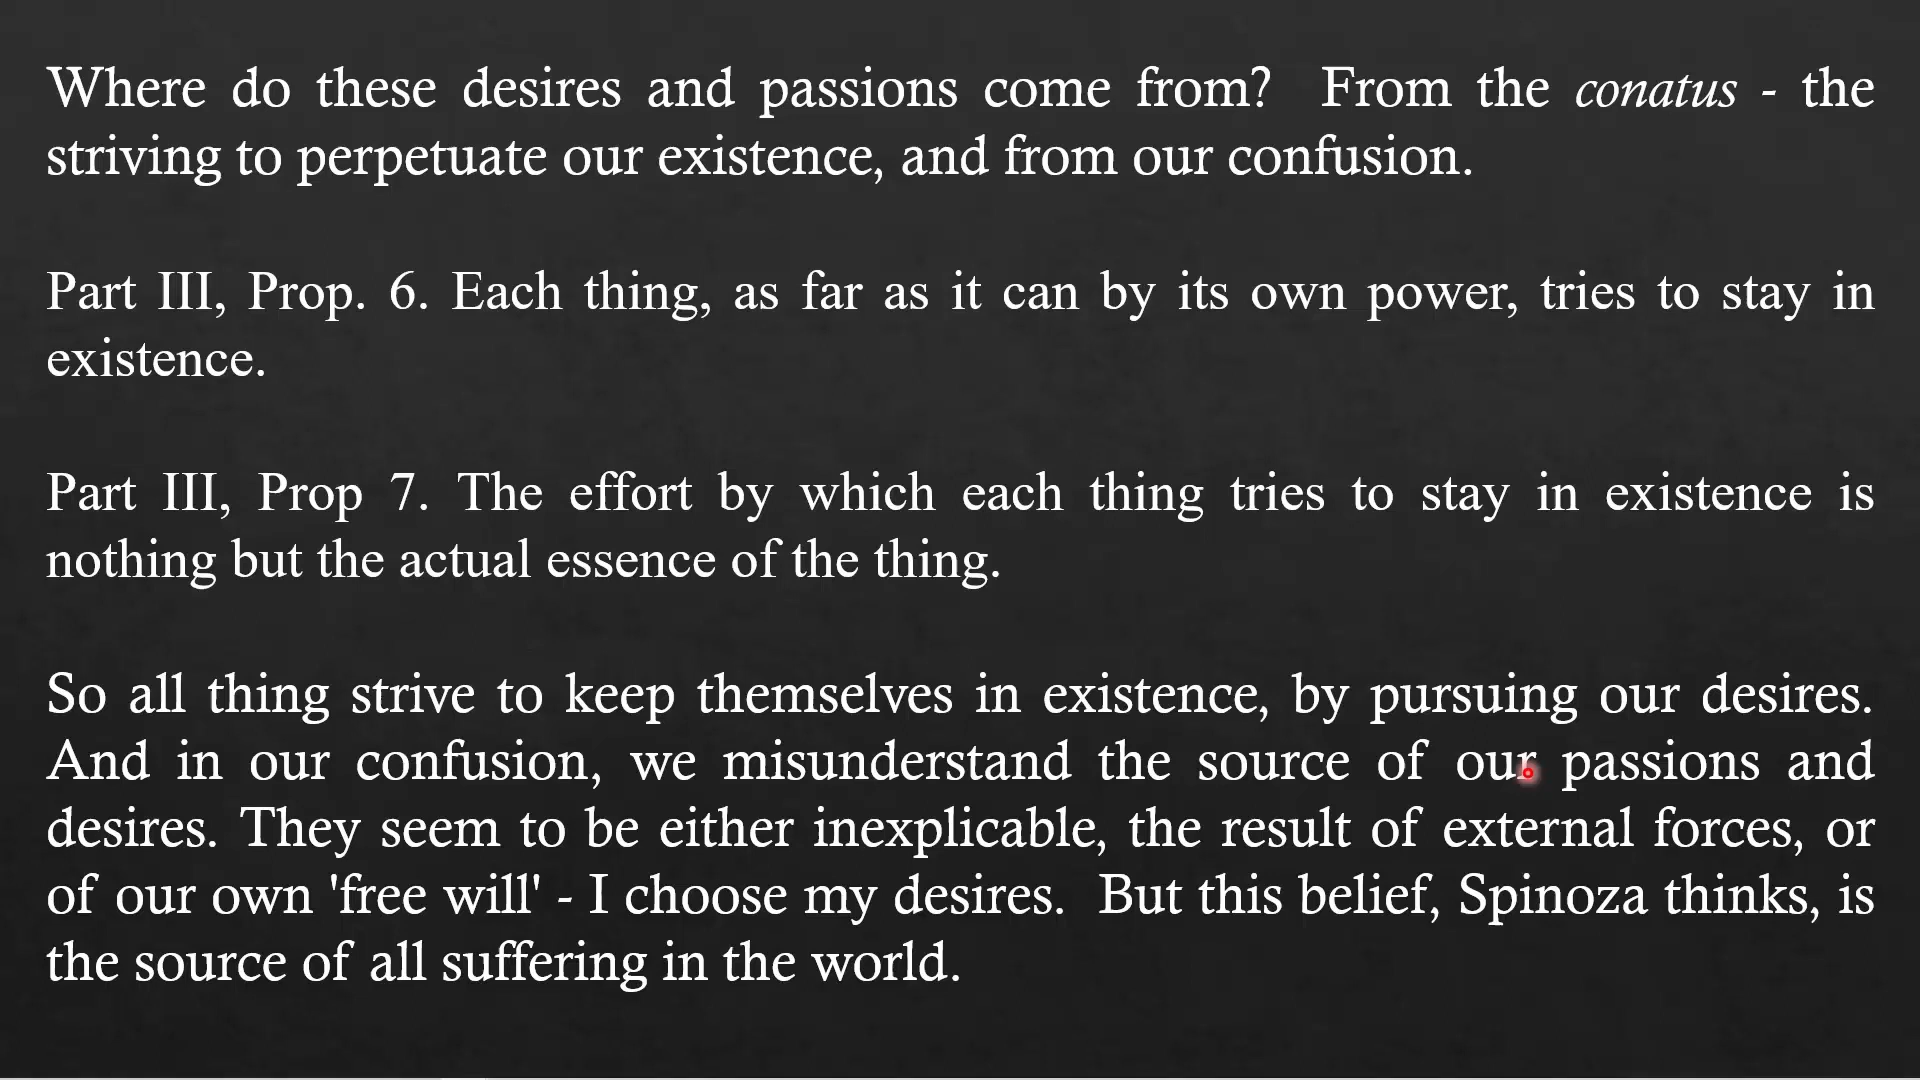 Where do these desires and passions come from?  From the conatus - the
striving to perpetuate our existence, and from our confusion.
Part III, Prop. 6. Each thing, as far as it can by its own power, tries to stay in
existence.
Part III, Prop 7. The effort by which each thing tries to stay in existence is
nothing but the actual essence of the thing.
So all thing strive to keep themselves in existence, by pursuing our desires.
And in our confusion, we misunderstand the source of our passions and
desires. They seem to be either inexplicable, the result of external forces, or
of our own 'free will' - I choose my desires.  But this belief, Spinoza thinks, is
the source of all suffering in the world.